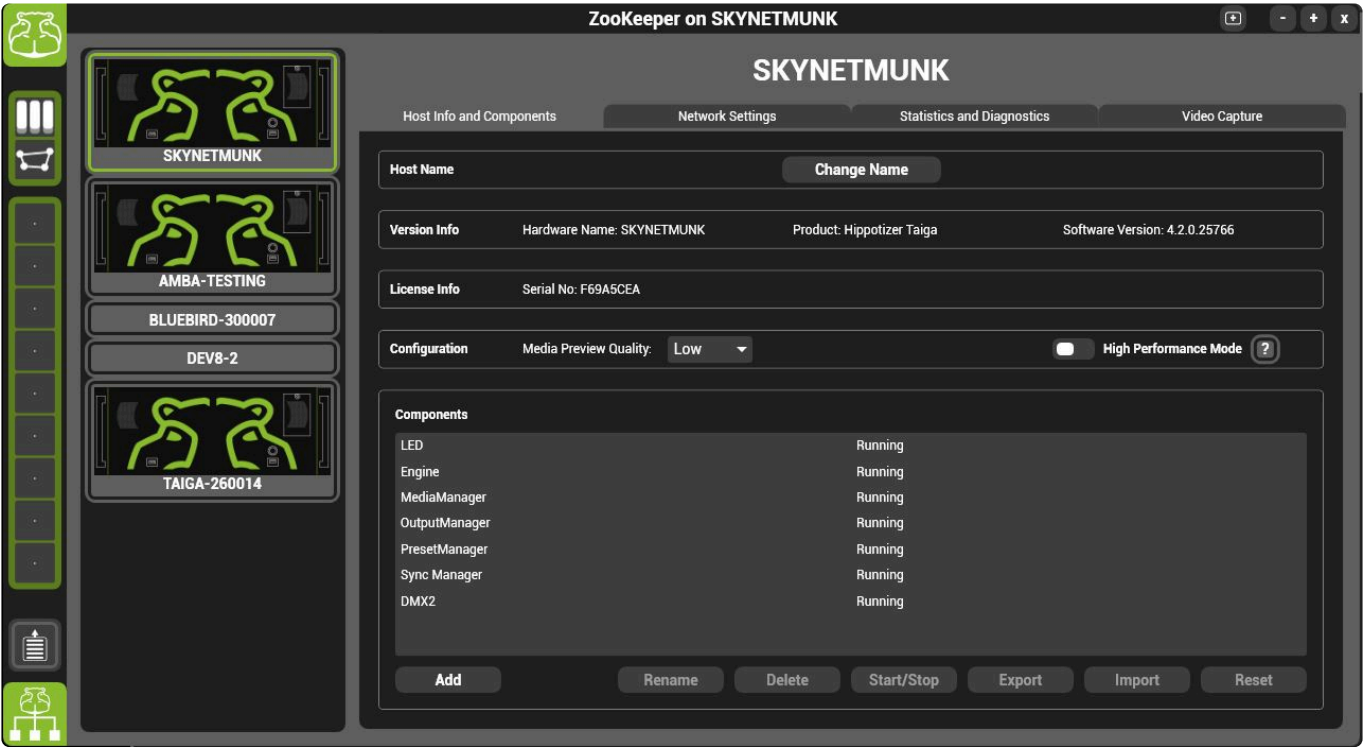 ZooKeeper on SKYNETMUNK
- + x
SKYNETMUNK
AMBA-TESTING
BLUEBIRD-300007
DEV8-2
TAIGA-260014
SKYNETMUNK
Host Info and Components Network Settings Statistics and Diagnostics Video Capture
Host Name Change Name
Version Info Hardware Name: SKYNETMUNK Product: Hippotizer Taiga Software Version: 4.2.0.25766
License Info Serial No: F69A5CEA
Configuration Media Preview Quality: Low High Performance Mode ?
Components
LED Running
Engine Running
MediaManager Running
OutputManager Running
PresetManager Running
Sync Manager Running
DMX2 Running
Add Rename Delete Start/Stop Export Import Reset